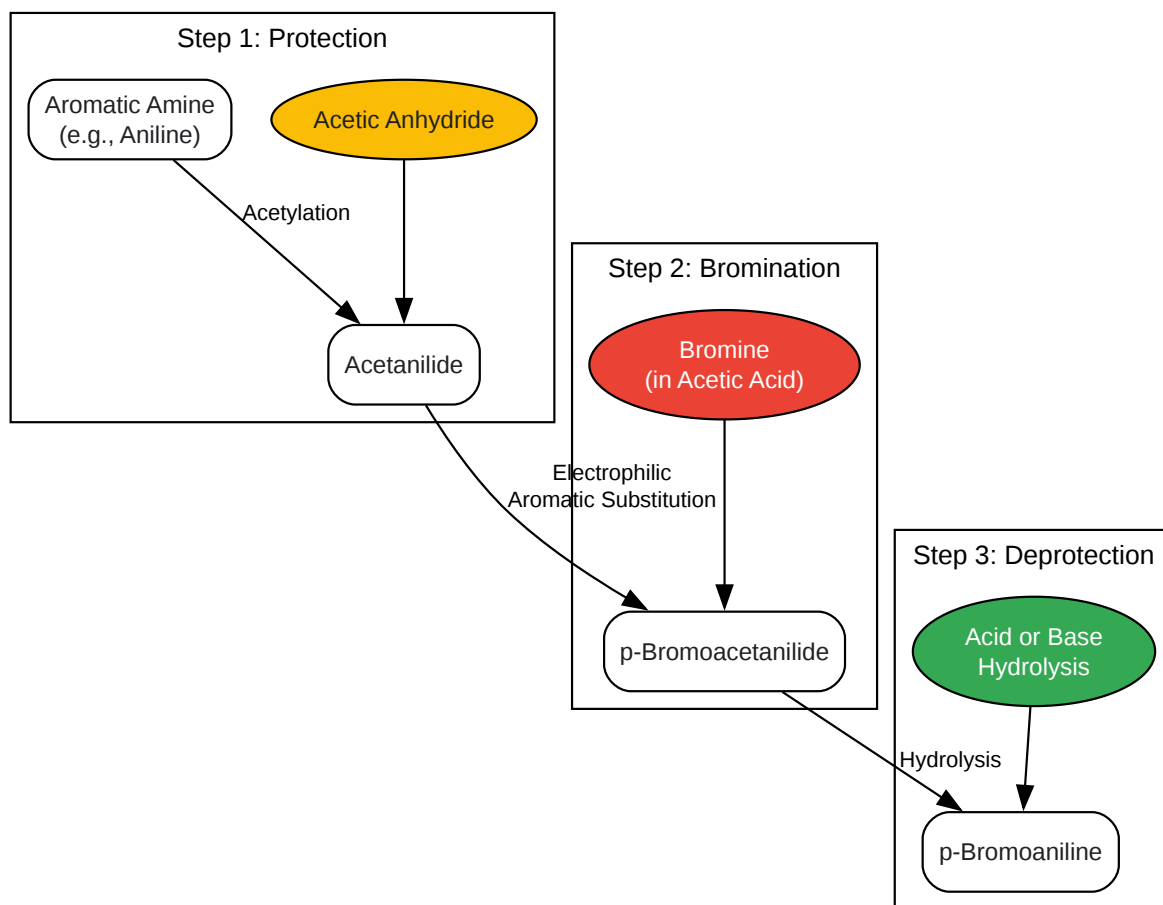 Step 1: Protection
Aromatic Amine
(e.g., Aniline)
Acetic Anhydride
Acetylation
Acetanilide
Step 2: Bromination
Bromine
(in Acetic Acid)
Electrophilic
Aromatic Substitution
p-Bromoacetanilide
Step 3: Deprotection
Acid or Base
Hydrolysis
Hydrolysis
p-Bromoaniline